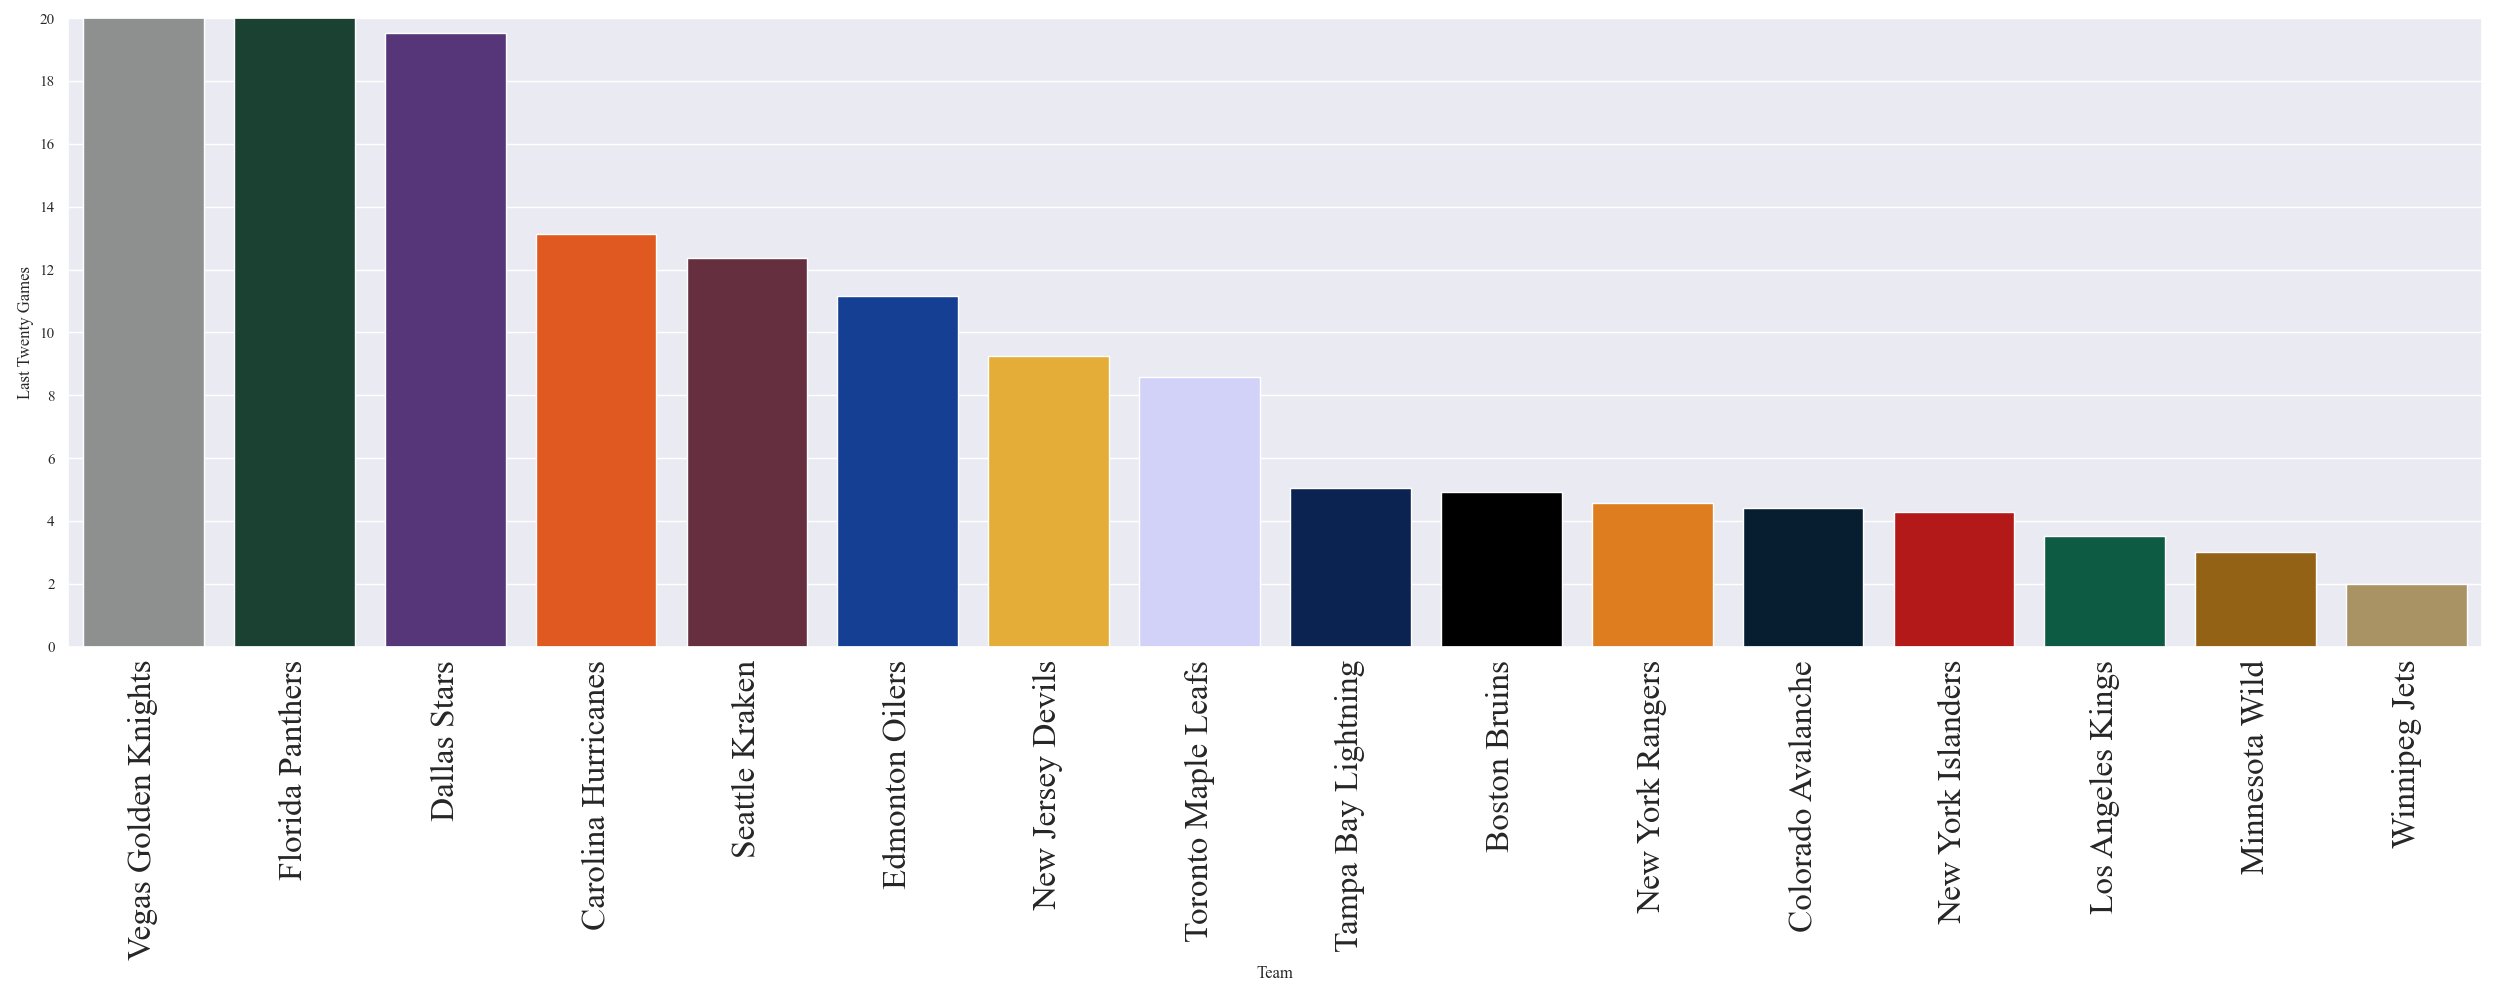 20
18
16
14
12
10
8
6
4
2
0
Last Twenty Games
Vegas Golden Knights
Florida Panthers
Dallas Stars
Carolina Hurricanes
Seattle Kraken
Edmonton Oilers
New Jersey Devils
Toronto Maple Leafs
Tampa Bay Lightning
Boston Bruins
New York Rangers
Colorado Avalanche
New York Islanders
Los Angeles Kings
Minnesota Wild
Winnipeg Jets
Team